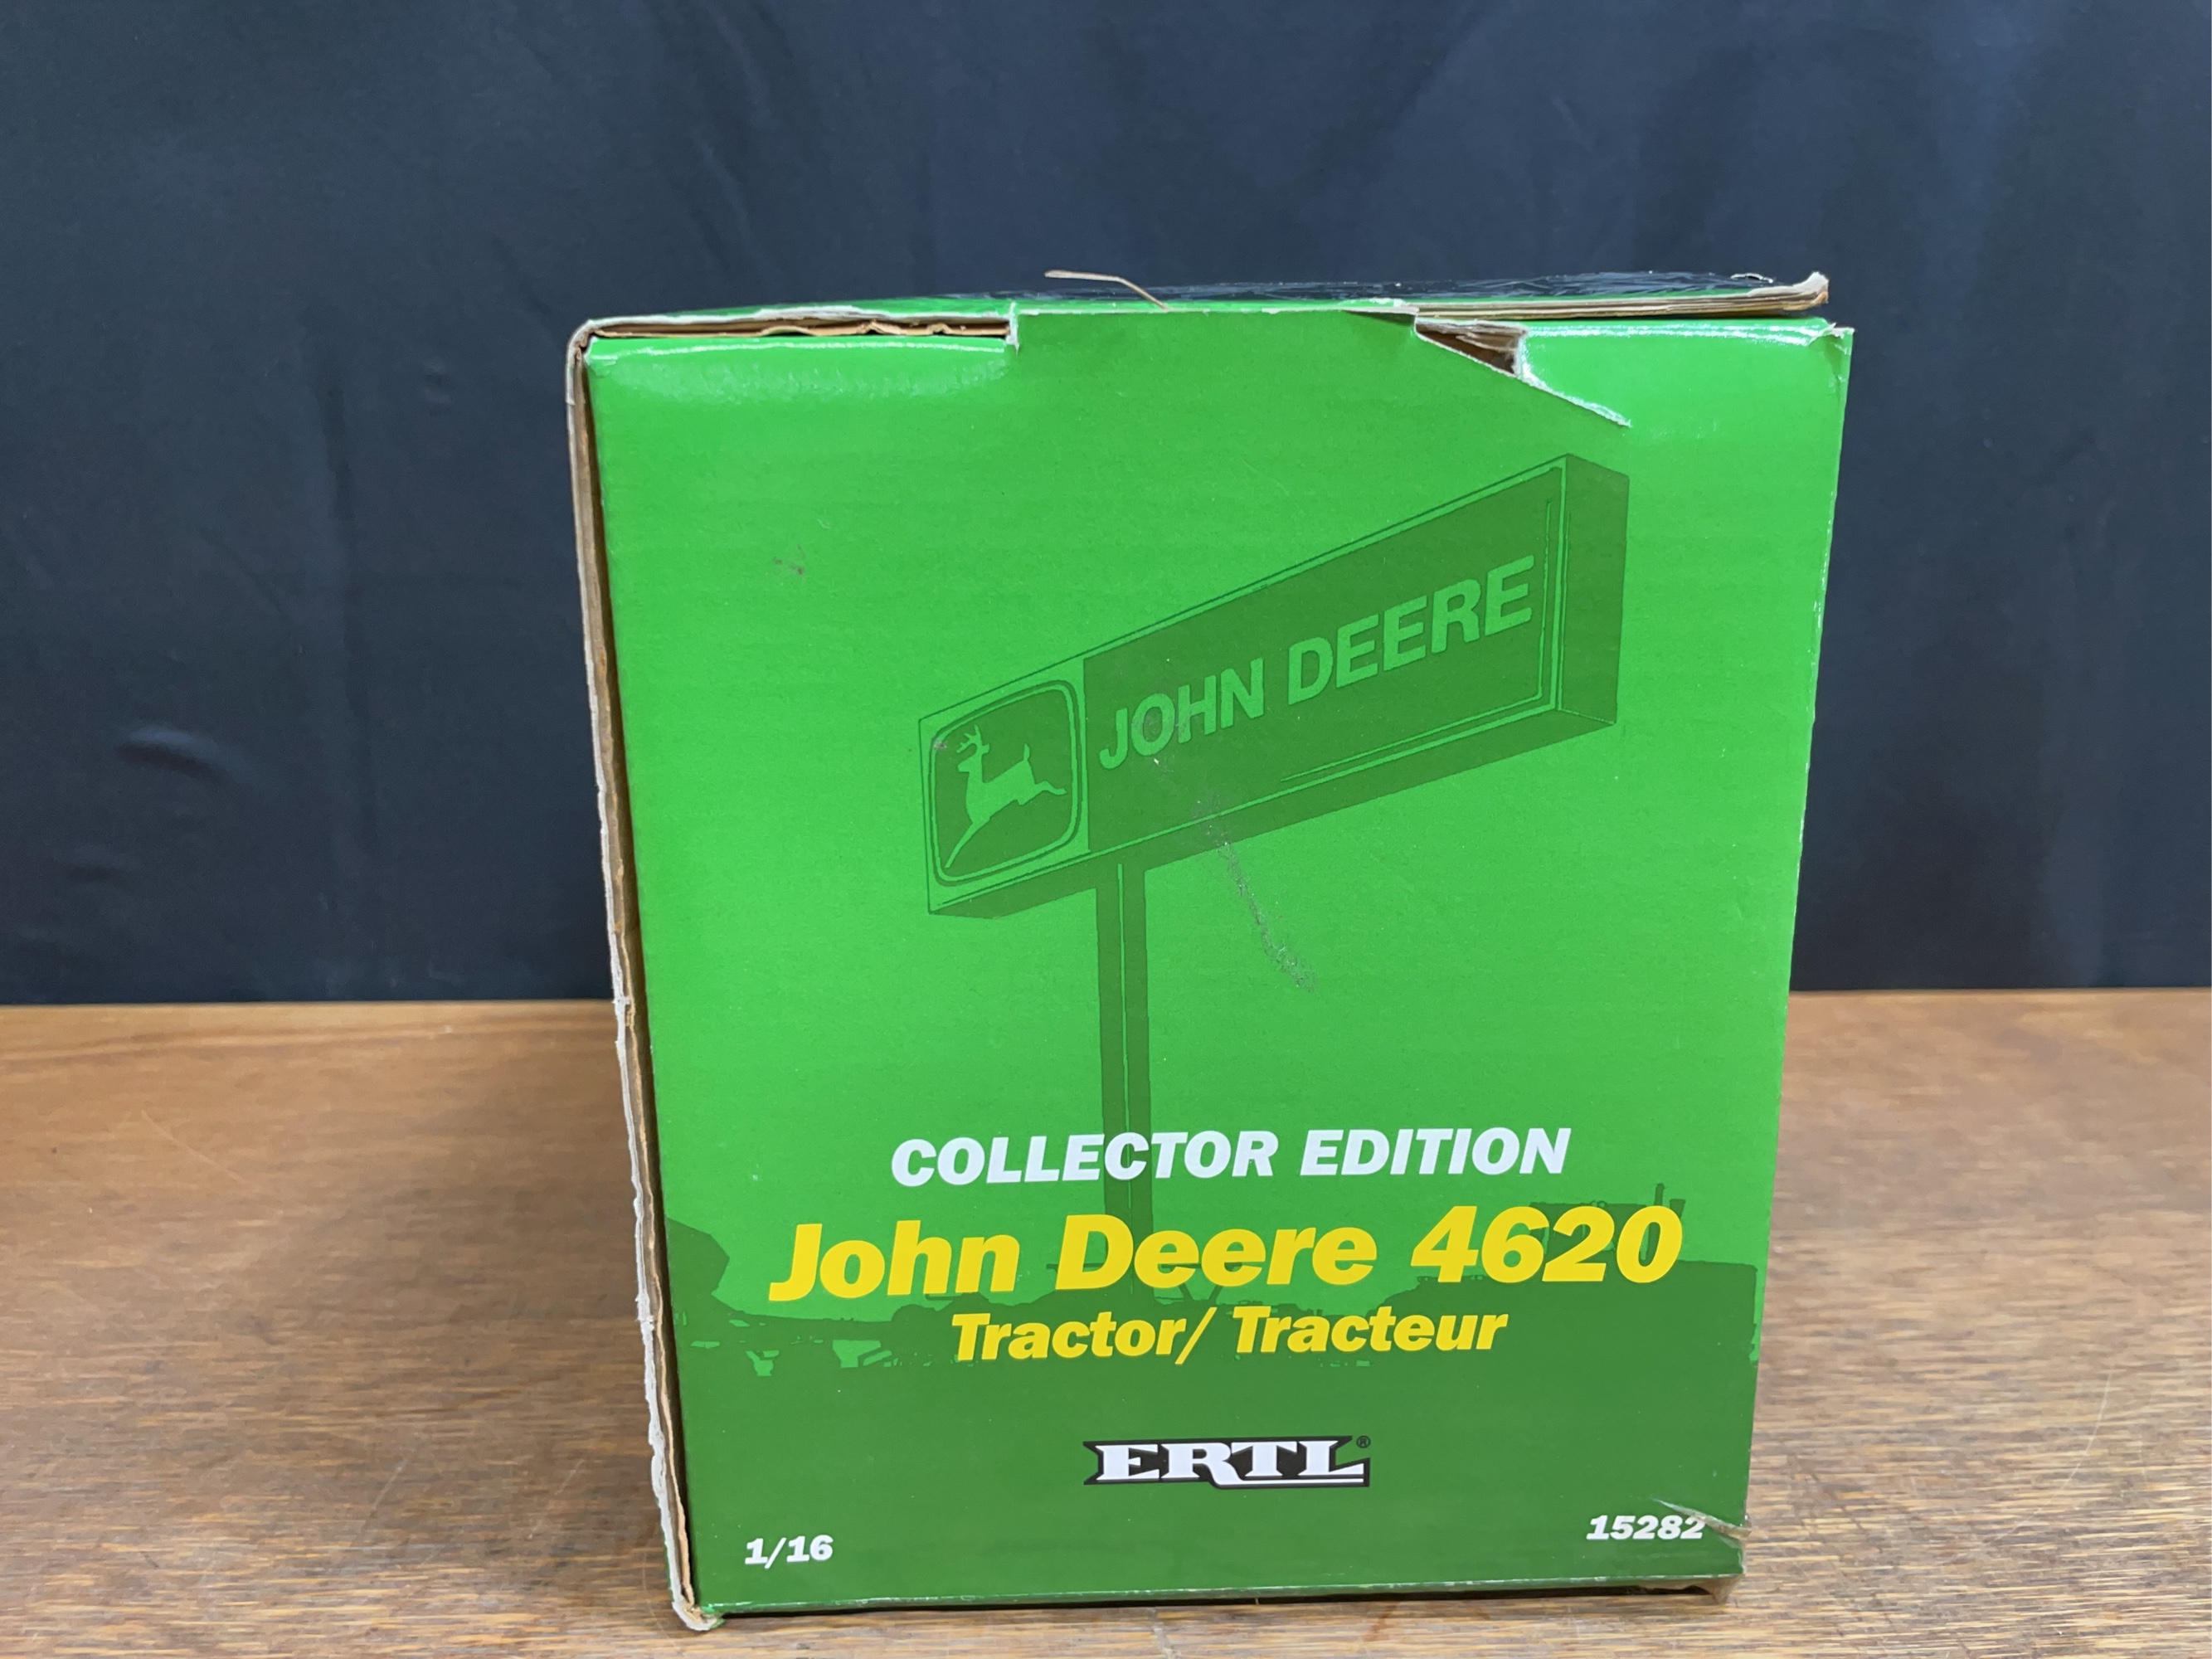 JOHN DEERE
COLLECTOR EDITION
John Deere 4620
Tractor/ Tracteur
ERTL®
1/16
15282